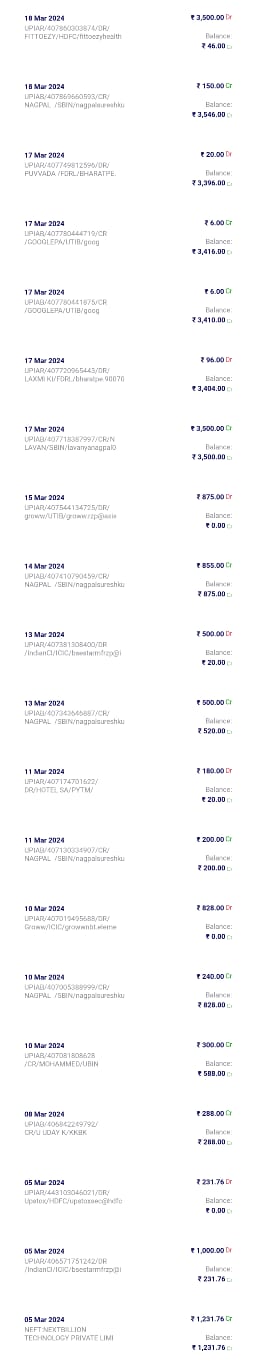 18 Mar 2024
₹ 3,500.00 Dr
UPIAR/407860303874/DR/
FITTOEZY/HDFC/fittoezyhealth
Balance:
₹ 46.00 Cr
18 Mar 2024
₹ 150.00 Cr
UPIAB/407869660593/CR/
NAGPAL /SBIN/nagpalsureshku
Balance:
₹ 3,546.00 Cr
17 Mar 2024
₹ 20.00 Dr
UPIAR/407749812596/DR/
PUVVADA /FDRL/BHARATPE.
Balance:
₹ 3,396.00 Cr
17 Mar 2024
₹ 6.00 Cr
UPIAB/407780444719/CR
/GOOGLEPA/UTIB/goog
Balance:
₹ 3,416.00 Cr
17 Mar 2024
₹ 6.00 Cr
UPIAB/407780441875/CR
/GOOGLEPA/UTIB/goog
Balance:
₹ 3,410.00 Cr
17 Mar 2024
₹ 96.00 Dr
UPIAR/407720965443/DR/
LAXMI KI/FDRL/bharatpe.90070
Balance:
₹ 3,404.00 Cr
17 Mar 2024
₹ 3,500.00 Cr
UPIAB/407718387997/CR/N
LAVAN/SBIN/lavanyanagpal0
Balance:
₹ 3,500.00 Cr
15 Mar 2024
₹ 875.00 Dr
UPIAR/407544134725/DR/
groww/UTIB/groww.rzp@axis
Balance:
₹ 0.00 Cr
14 Mar 2024
₹ 855.00 Cr
UPIAB/407410790459/CR/
NAGPAL /SBIN/nagpalsureshku
Balance:
₹ 875.00 Cr
13 Mar 2024
₹ 500.00 Dr
UPIAR/407381308400/DR
/IndianCl/ICIC/bsestarmfrzp@i
Balance:
₹ 20.00 Cr
13 Mar 2024
₹ 500.00 Cr
UPIAB/407343646887/CR/
NAGPAL /SBIN/nagpalsureshku
Balance:
₹ 520.00 Cr
11 Mar 2024
₹ 180.00 Dr
UPIAR/407174701622/
DR/HOTEL SA/PYTM/
Balance:
₹ 20.00 Cr
11 Mar 2024
₹ 200.00 Cr
UPIAB/407130334907/CR/
NAGPAL /SBIN/nagpalsureshku
Balance:
₹ 200.00 Cr
10 Mar 2024
₹ 828.00 Dr
UPIAR/407019495688/DR/
Groww/ICIC/growwnbt.eteme
Balance:
₹ 0.00 Cr
10 Mar 2024
₹ 240.00 Cr
UPIAB/407005388999/CR/
NAGPAL /SBIN/nagpalsureshku
Balance:
₹ 828.00 Cr
10 Mar 2024
₹ 300.00 Cr
UPIAB/407081808628
/CR/MOHAMMED/UBIN
Balance:
₹ 588.00 Cr
08 Mar 2024
₹ 288.00 Cr
UPIAB/406842249792/
CR/U UDAY K/KKBK
Balance:
₹ 288.00 Cr
05 Mar 2024
₹ 231.76 Dr
UPIAR/443103046021/DR/
Upstox/HDFC/upstoxsec@hdfc
Balance:
₹ 0.00 Cr
05 Mar 2024
₹ 1,000.00 Dr
UPIAR/406571751242/DR
/IndianCl/ICIC/bsestarmfrzp@i
Balance:
₹ 231.76 Cr
05 Mar 2024
₹ 1,231.76 Cr
NEFT:NEXTBILLION
TECHNOLOGY PRIVATE LIMI
Balance:
₹ 1,231.76 Cr